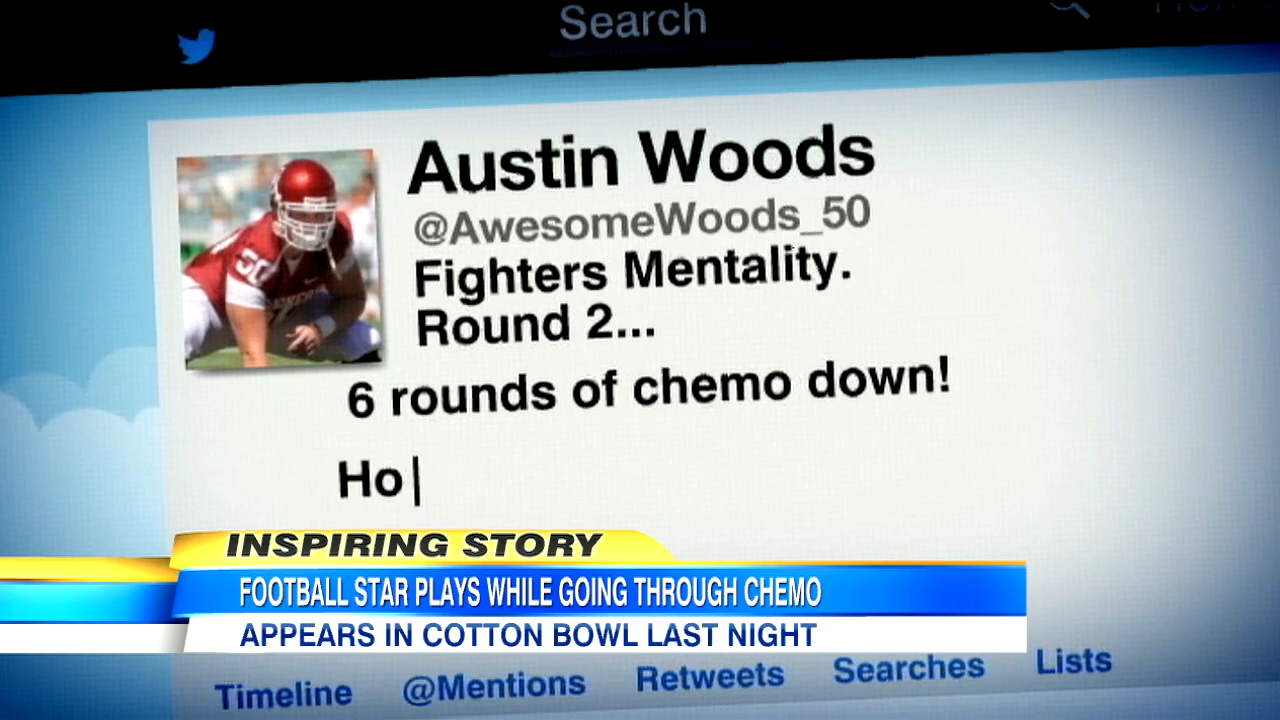 Search
Austin Woods
@AwesomeWoods_50
Fighters Mentality.
Round 2...
6 rounds of chemo down!
Ho
INSPIRING STORY
FOOTBALL STAR PLAYS WHILE GOING THROUGH CHEMO
APPEARS IN COTTON BOWL LAST NIGHT
Timeline @Mentions Retweets Searches Lists
50